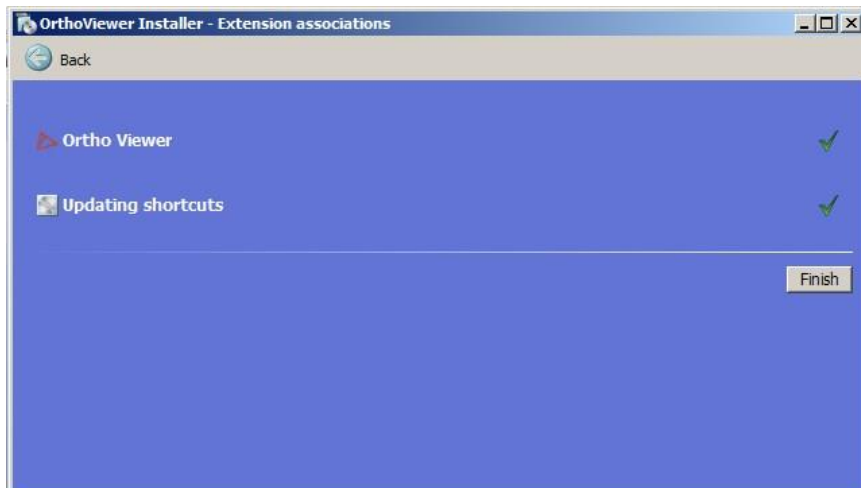 OrthoViewer Installer - Extension associations
Back
Ortho Viewer
Updating shortcuts
Finish